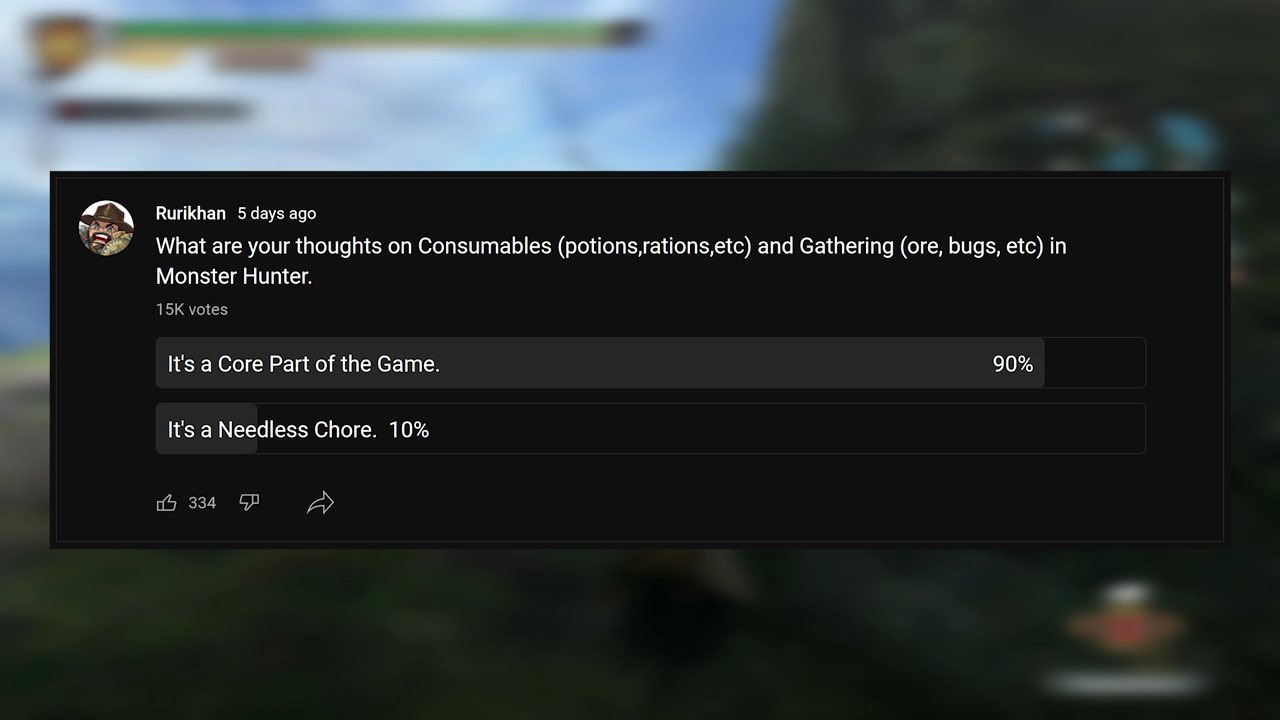 Rurikhan 5 days ago
What are your thoughts on Consumables (potions,rations,etc) and Gathering (ore, bugs, etc) in
Monster Hunter.
15K votes
It's a Core Part of the Game. 90%
It's a Needless Chore. 10%
334